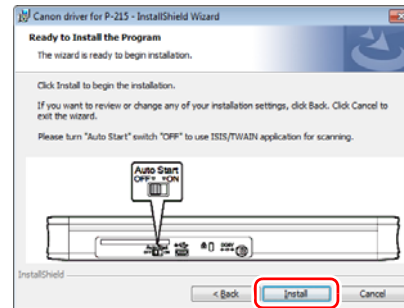 Canon driver for P-215 - InstallShield Wizard
Ready to Install the Program
The wizard is ready to begin installation.
Click Install to begin the installation.
If you want to review or change any of your installation settings, click Back. Click Cancel to
exit the wizard.
Please turn "Auto Start" switch "OFF" to use ISIS/TWAIN application for scanning.
Auto Start
OFF▼ ▼ON
InstallShield
< Back
Install
Cancel